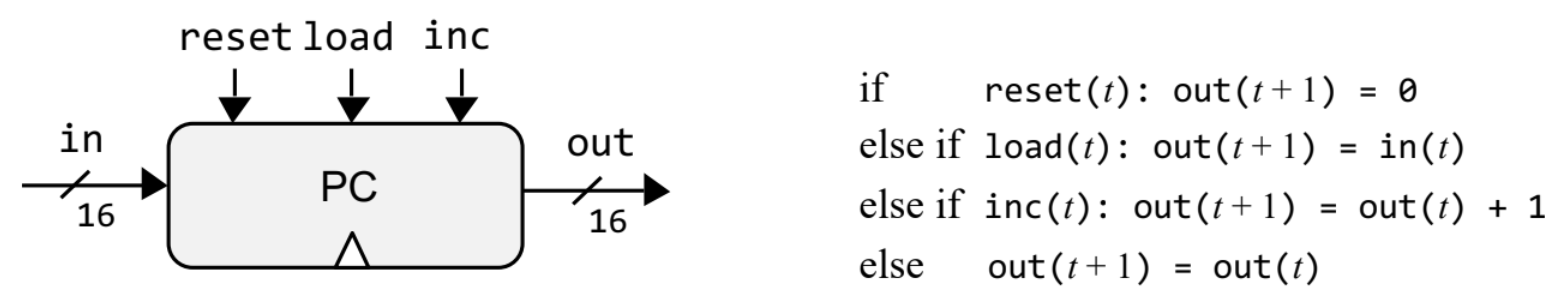 reset load inc
in
16
PC
out
16
if reset(t): out(t + 1) = 0
else if load(t): out(t + 1) = in(t)
else if inc(t): out(t + 1) = out(t) + 1
else out(t + 1) = out(t)